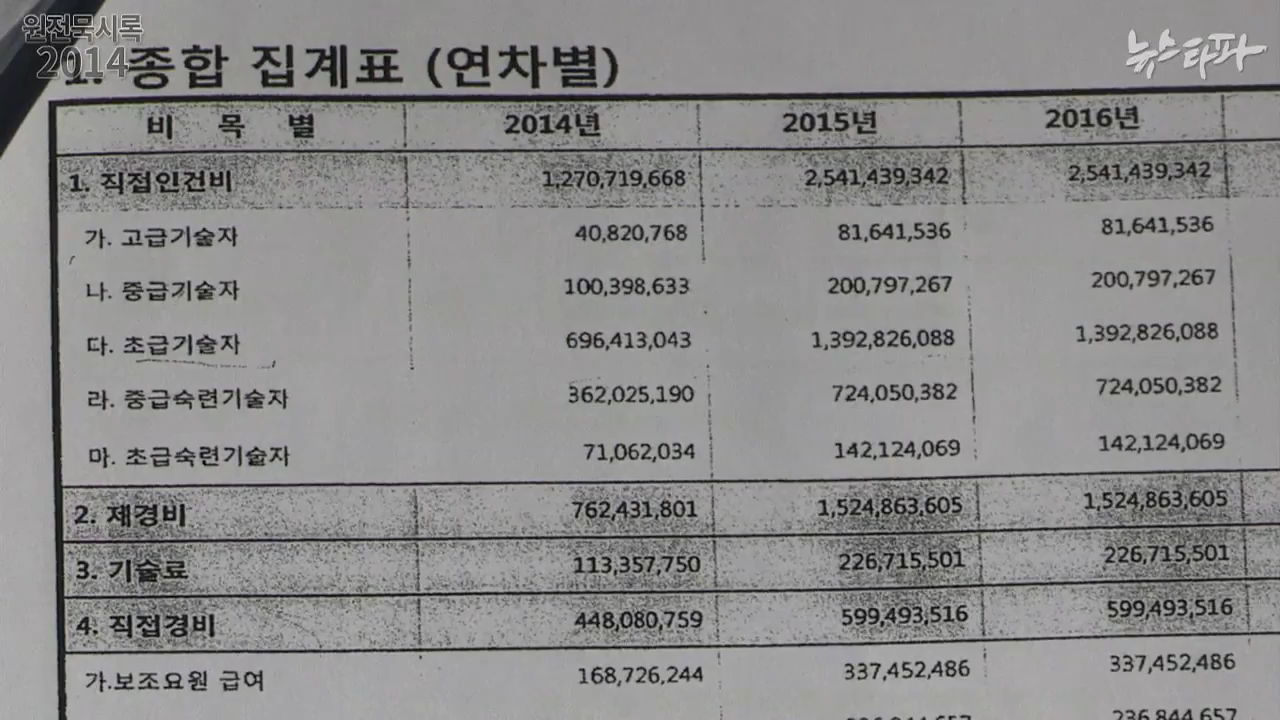 원전묵시록
2014
뉴스타파
1. 종합 집계표 (연차별)
비 목 별 2014년 2015년 2016년
1. 직접인건비 1,270,719,668 2,541,439,342 2,541,439,342
가. 고급기술자 40,820,768 81,641,536 81,641,536
나. 중급기술자 100,398,633 200,797,267 200,797,267
다. 초급기술자 696,413,043 1,392,826,088 1,392,826,088
라. 중급숙련기술자 362,025,190 724,050,382 724,050,382
마. 초급숙련기술자 71,062,034 142,124,069 142,124,069
2. 제경비 762,431,801 1,524,863,605 1,524,863,605
3. 기술료 113,357,750 226,715,501 226,715,501
4. 직접경비 448,080,759 599,493,516 599,493,516
가.보조요원 급여 168,726,244 337,452,486 337,452,486
236,844,657